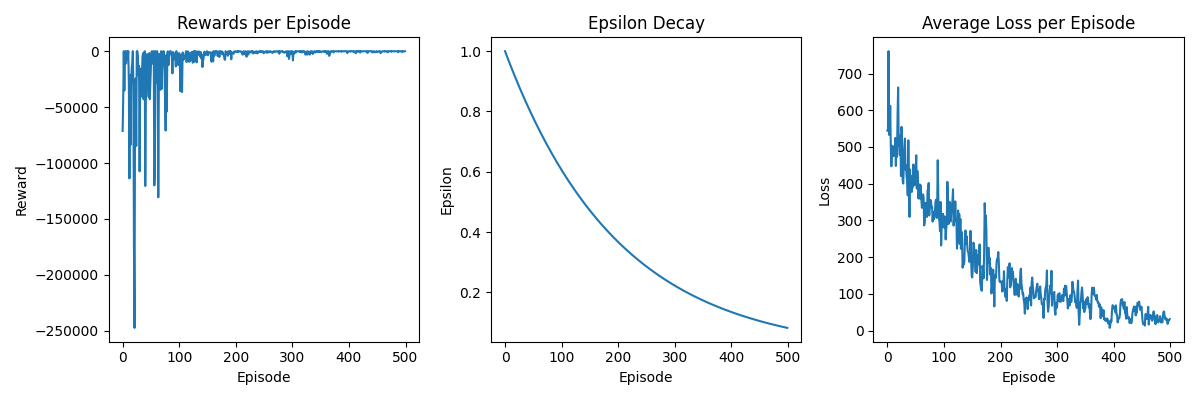 Rewards per Episode
Reward
0
−50000
−100000
−150000
−200000
−250000
0 100 200 300 400 500
Episode
Epsilon Decay
Epsilon
1.0
0.8
0.6
0.4
0.2
0 100 200 300 400 500
Episode
Average Loss per Episode
Loss
700
600
500
400
300
200
100
0
0 100 200 300 400 500
Episode